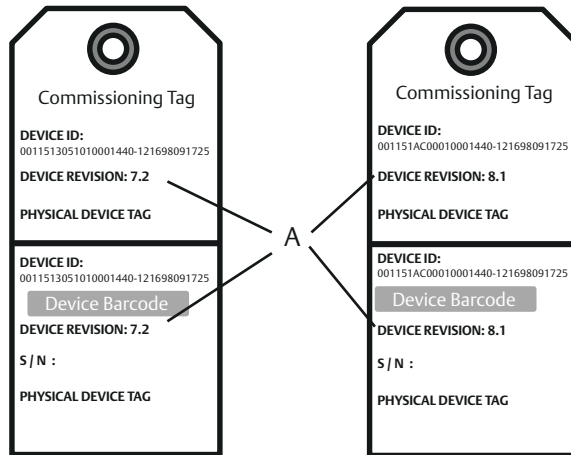 Commissioning Tag
DEVICE ID:
0011513051010001440-121698091725
DEVICE REVISION: 7.2
PHYSICAL DEVICE TAG
DEVICE ID:
0011513051010001440-121698091725
Device Barcode
DEVICE REVISION: 7.2
S / N :
PHYSICAL DEVICE TAG
A
Commissioning Tag
DEVICE ID:
001151AC00010001440-121698091725
DEVICE REVISION: 8.1
PHYSICAL DEVICE TAG
DEVICE ID:
001151AC00010001440-121698091725
Device Barcode
DEVICE REVISION: 8.1
S / N :
PHYSICAL DEVICE TAG